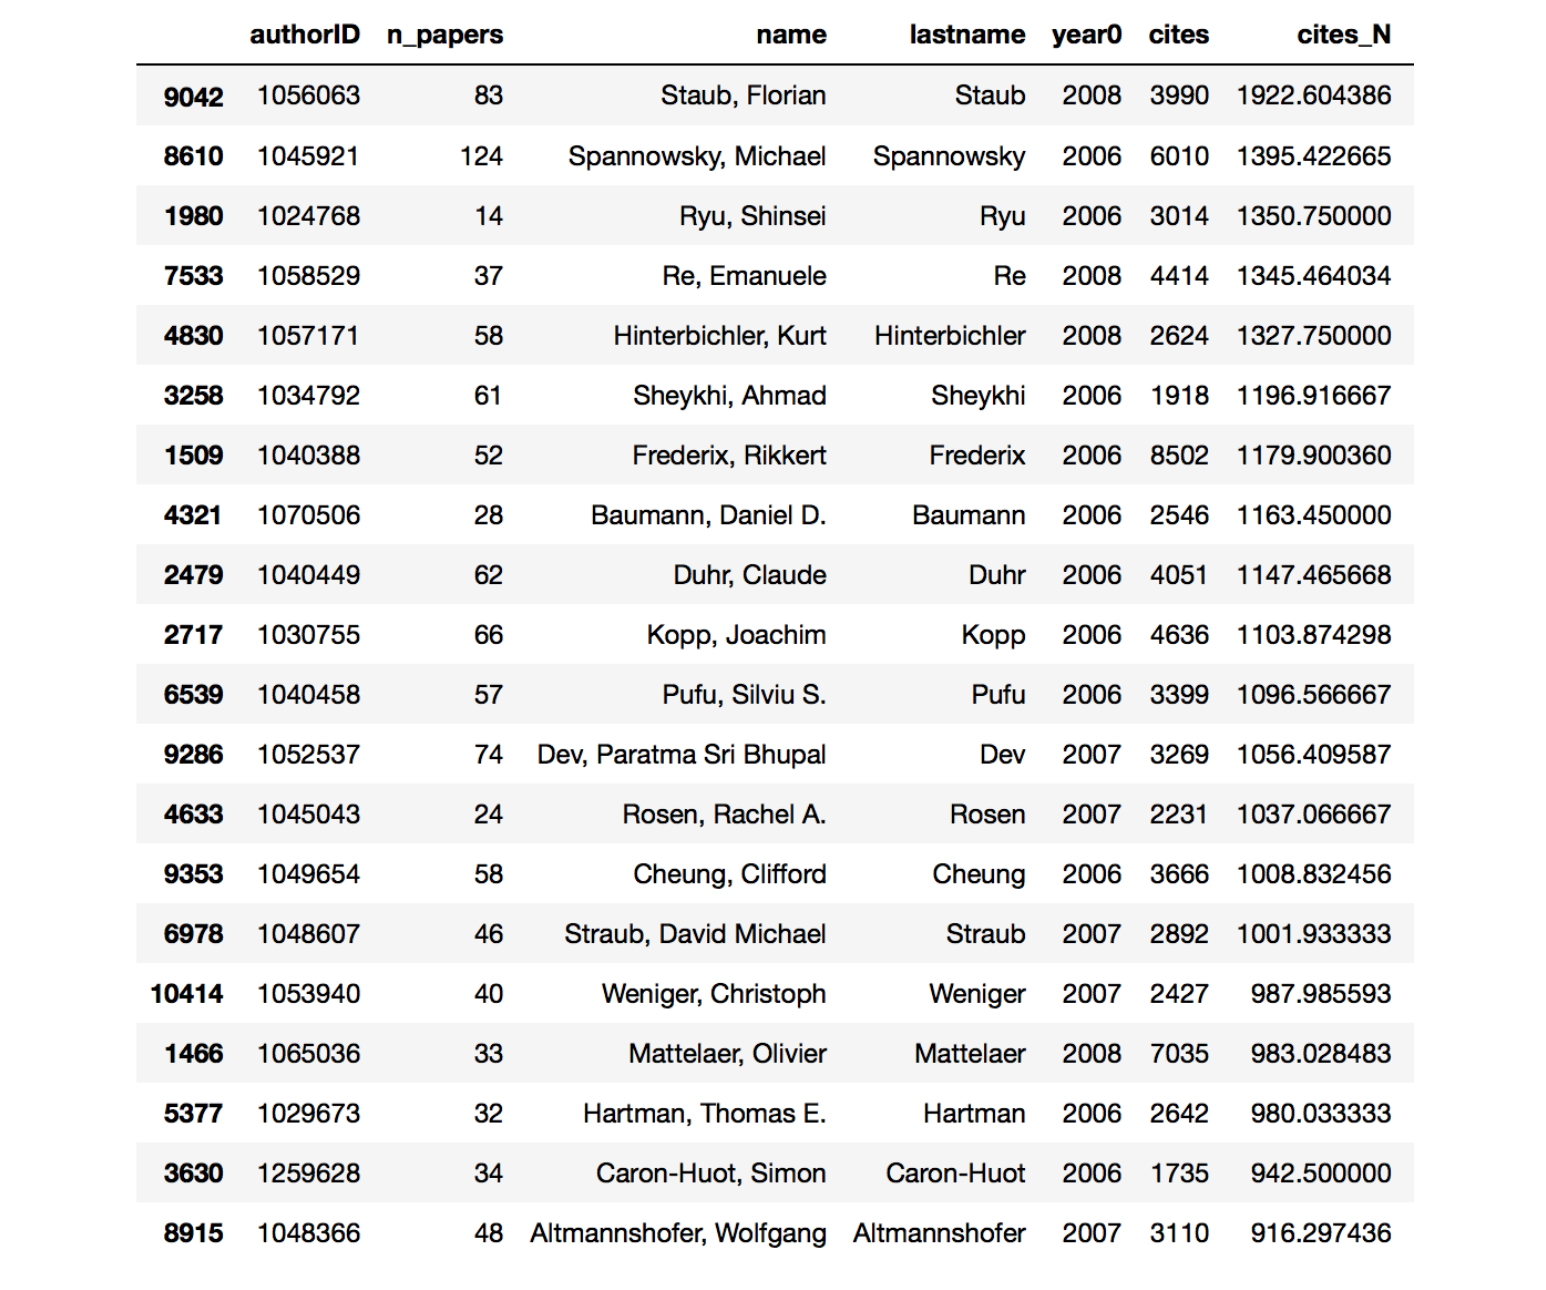 authorID n_papers name lastname year0 cites cites_N
9042 1056063 83 Staub, Florian Staub 2008 3990 1922.604386
8610 1045921 124 Spannowsky, Michael Spannowsky 2006 6010 1395.422665
1980 1024768 14 Ryu, Shinsei Ryu 2006 3014 1350.750000
7533 1058529 37 Re, Emanuele Re 2008 4414 1345.464034
4830 1057171 58 Hinterbichler, Kurt Hinterbichler 2008 2624 1327.750000
3258 1034792 61 Sheykhi, Ahmad Sheykhi 2006 1918 1196.916667
1509 1040388 52 Frederix, Rikkert Frederix 2006 8502 1179.900360
4321 1070506 28 Baumann, Daniel D. Baumann 2006 2546 1163.450000
2479 1040449 62 Duhr, Claude Duhr 2006 4051 1147.465668
2717 1030755 66 Kopp, Joachim Kopp 2006 4636 1103.874298
6539 1040458 57 Pufu, Silviu S. Pufu 2006 3399 1096.566667
9286 1052537 74 Dev, Paratma Sri Bhupal Dev 2007 3269 1056.409587
4633 1045043 24 Rosen, Rachel A. Rosen 2007 2231 1037.066667
9353 1049654 58 Cheung, Clifford Cheung 2006 3666 1008.832456
6978 1048607 46 Straub, David Michael Straub 2007 2892 1001.933333
10414 1053940 40 Weniger, Christoph Weniger 2007 2427 987.985593
1466 1065036 33 Mattelaer, Olivier Mattelaer 2008 7035 983.028483
5377 1029673 32 Hartman, Thomas E. Hartman 2006 2642 980.033333
3630 1259628 34 Caron-Huot, Simon Caron-Huot 2006 1735 942.500000
8915 1048366 48 Altmannshofer, Wolfgang Altmannshofer 2007 3110 916.297436